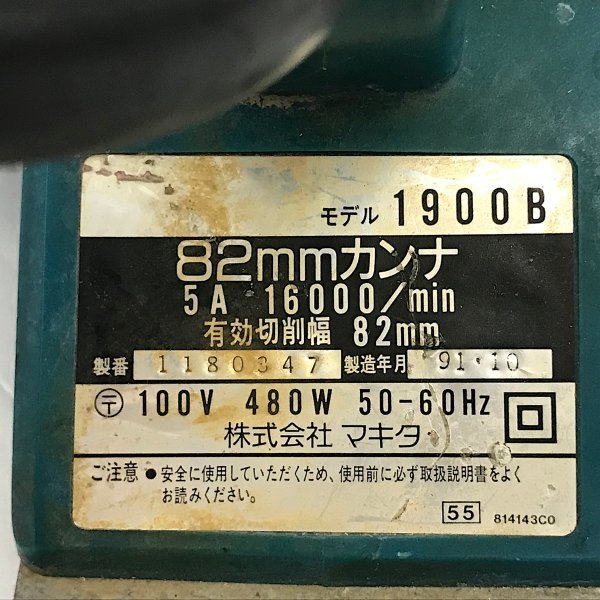 モデル 1900B
82mmカンナ
5A 16000/min
有効切削幅 82mm
製番 1180347 製造年月 91・10
〒 100V 480W 50-60Hz
株式会社 マキタ
ご注意 ● 安全に使用していただくため、使用前に必ず取扱説明書をよく
お読みください。
55 814143C0